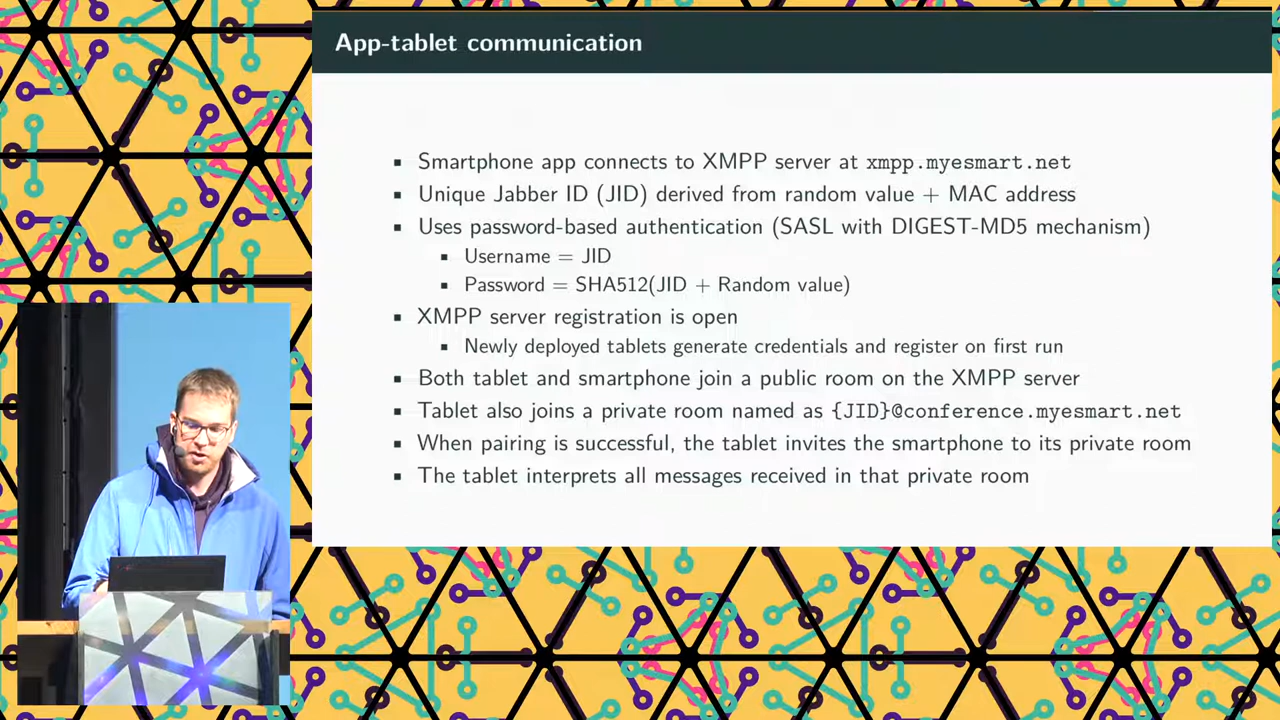 App-tablet communication
▪ Smartphone app connects to XMPP server at xmpp.myesmart.net
▪ Unique Jabber ID (JID) derived from random value + MAC address
▪ Uses password-based authentication (SASL with DIGEST-MD5 mechanism)
▪ Username = JID
▪ Password = SHA512(JID + Random value)
▪ XMPP server registration is open
▪ Newly deployed tablets generate credentials and register on first run
▪ Both tablet and smartphone join a public room on the XMPP server
▪ Tablet also joins a private room named as {JID}@conference.myesmart.net
▪ When pairing is successful, the tablet invites the smartphone to its private room
▪ The tablet interprets all messages received in that private room